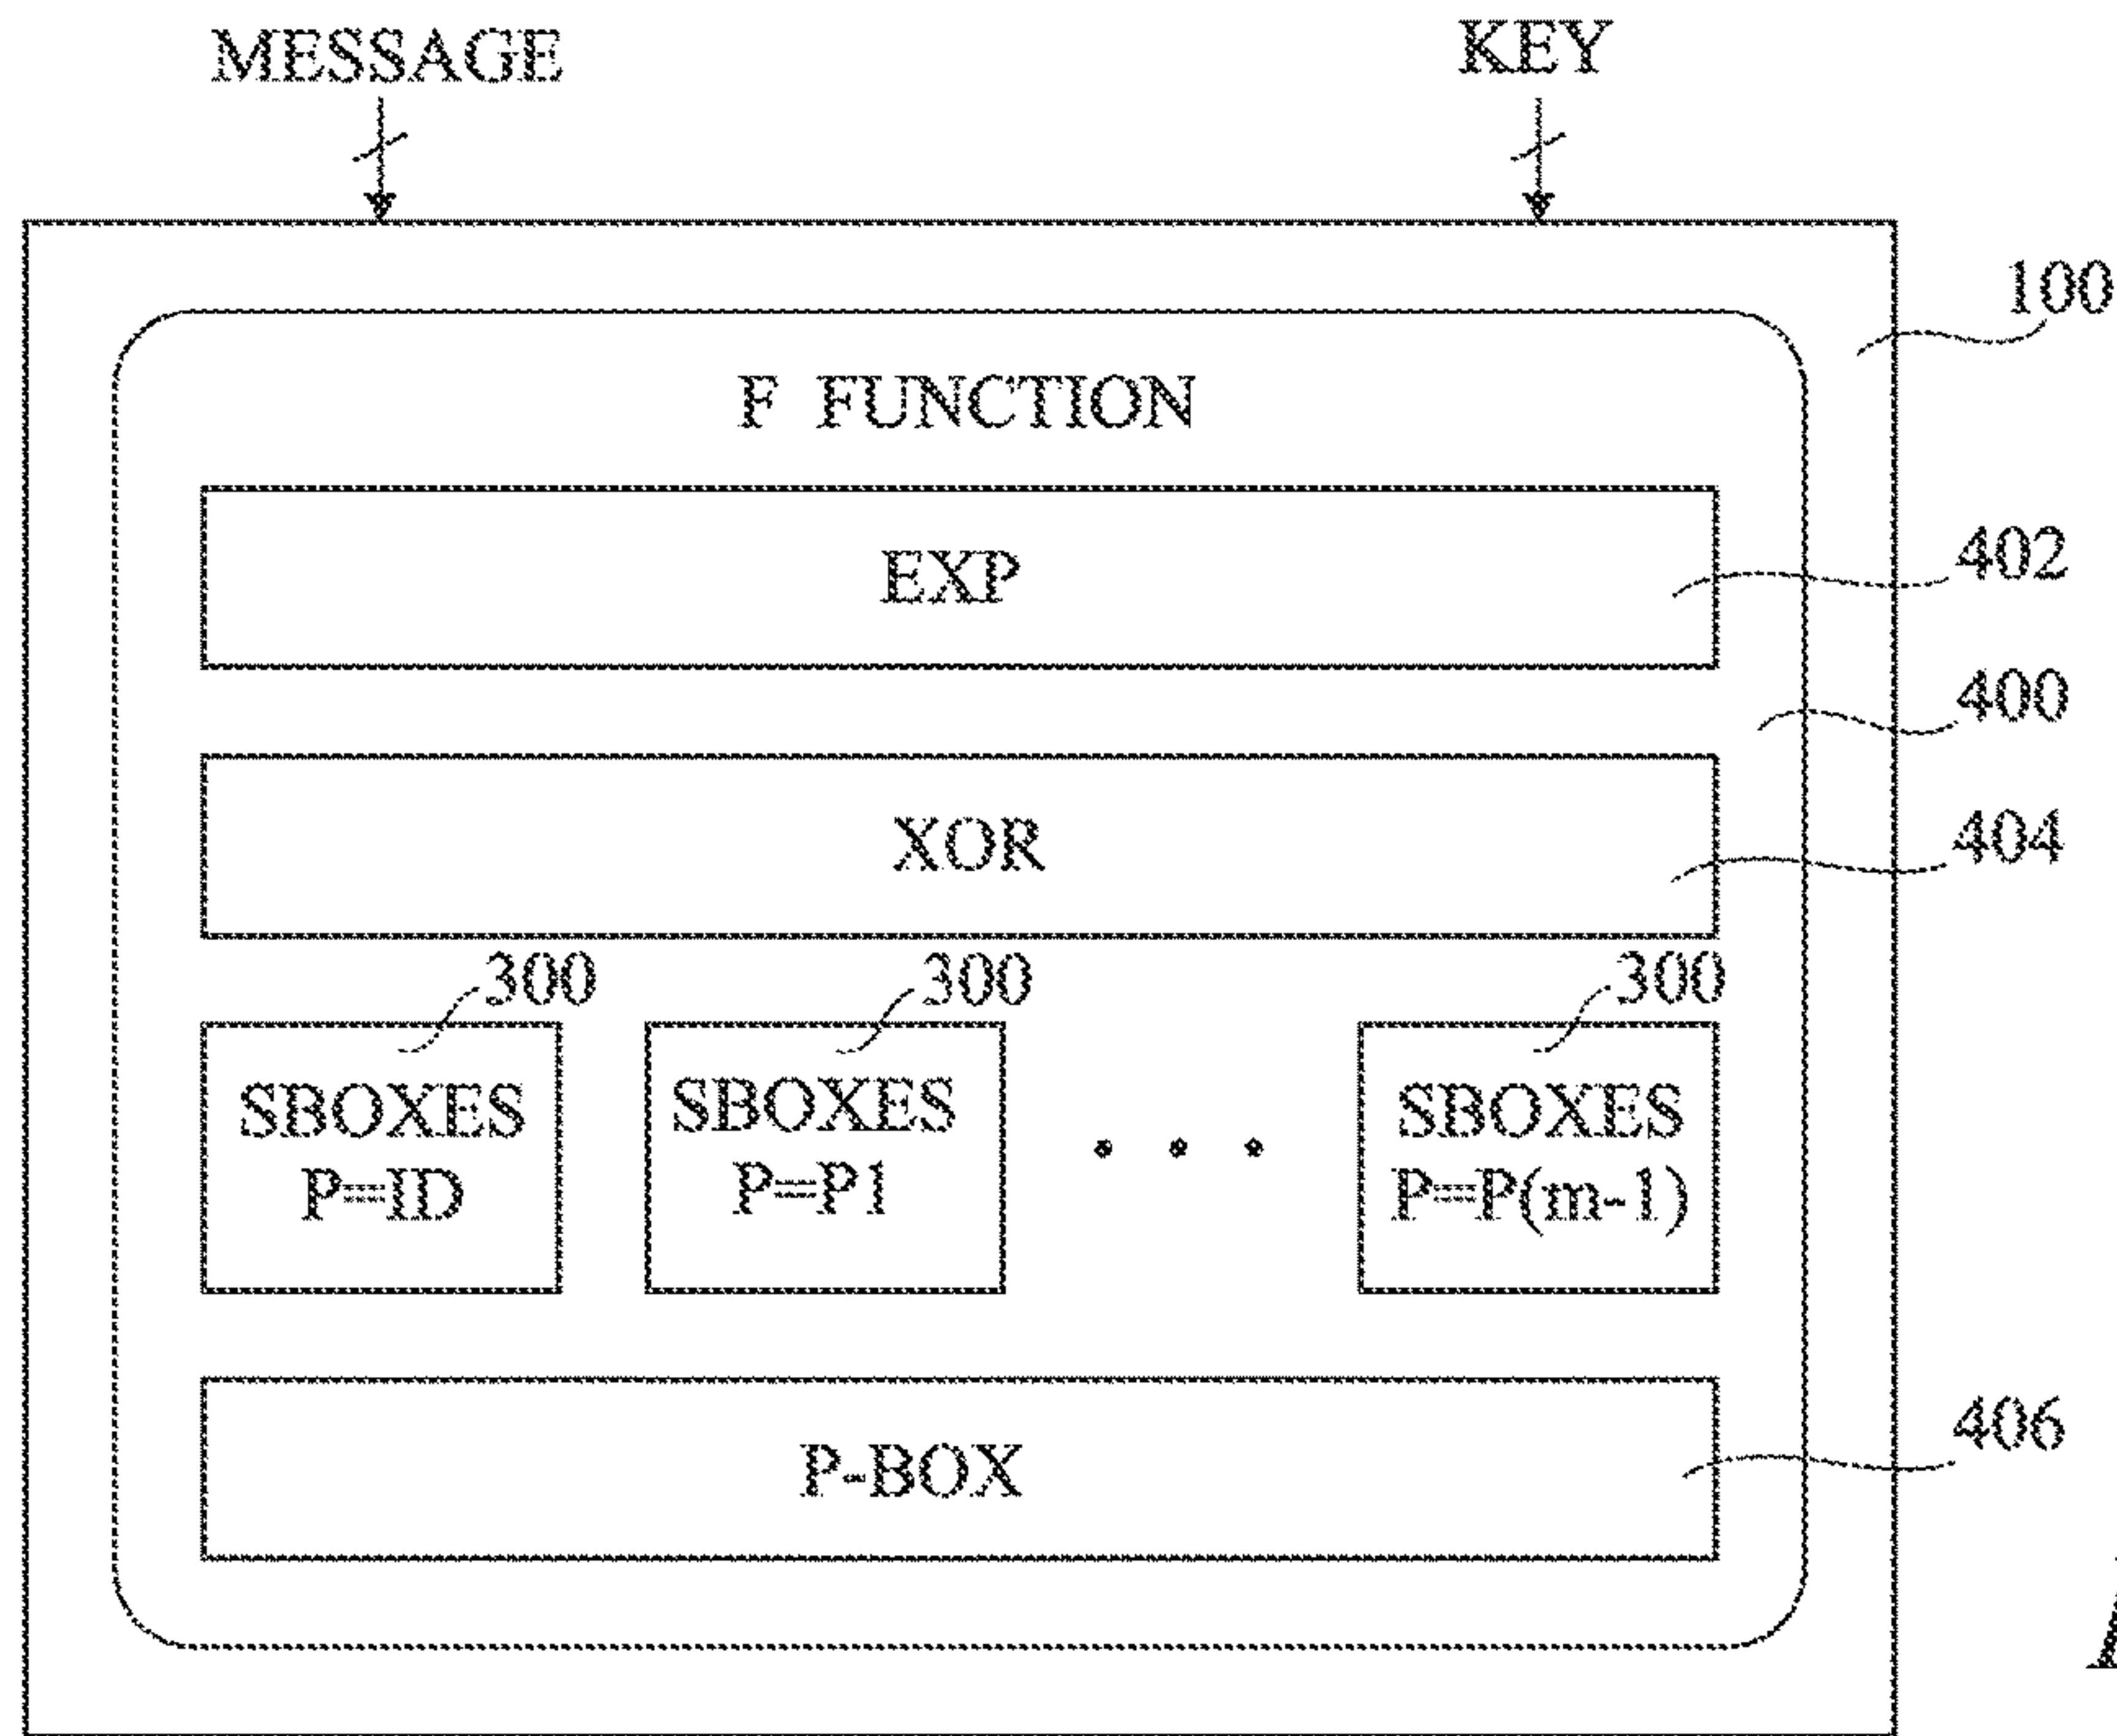 MESSAGE
KEY
100
F FUNCTION
EXP
402
400
XOR
404
300
300
300
SBOXES
P=ID
SBOXES
P=P1
. . .
SBOXES
P=P(m-1)
P-BOX
406